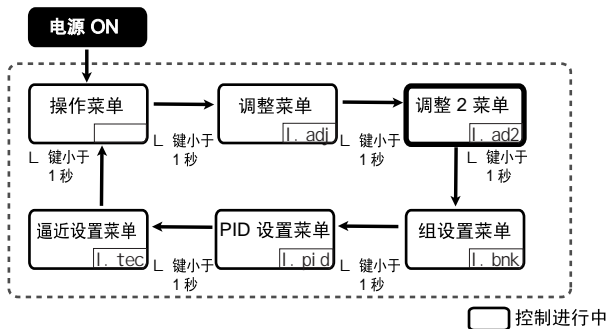 电源 ON
操作菜单
调整菜单
l. adj
调整 2 菜单
l. ad2
L 键小于
1 秒
L 键小于
1 秒
L 键小于
1 秒
L 键小于
1 秒
逼近设置菜单
l. tec
PID 设置菜单
l. pid
组设置菜单
l. bnk
L 键小于
1 秒
L 键小于
1 秒
控制进行中